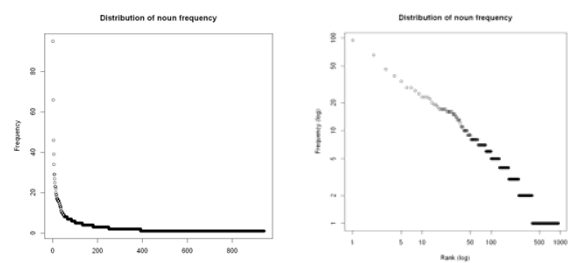 Distribution of noun frequency
Frequency
80
60
40
20
0
0 200 400 600 800
Distribution of noun frequency
Frequency (log)
100
50
20
10
5
2
1
1 5 10 50 100 500 1000
Rank (log)